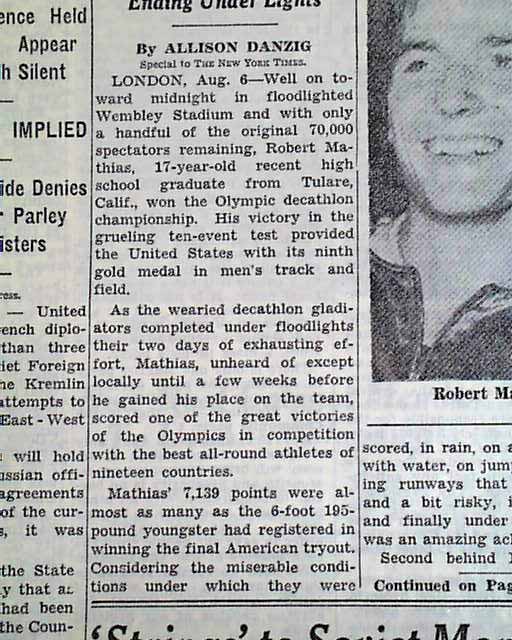 ence Held
Appear
h Silent
IMPLIED
ide Denies
Parley
isters
— United
ench diplo-
than three
iet Foreign
he Kremlin
attempts to
East - West
will hold
ussian offi-
agreements
of the cur-
s, it was
the State
y that at
had been
the Coun-
Ending Under Lights
By ALLISON DANZIG
Special to THE NEW YORK TIMES.
LONDON, Aug. 6—Well on to-
ward midnight in floodlighted
Wembley Stadium and with only
a handful of the original 70,000
spectators remaining, Robert Ma-
thias, 17-year-old recent high
school graduate from Tulare,
Calif., won the Olympic decathlon
championship. His victory in the
grueling ten-event test provided
the United States with its ninth
gold medal in men's track and
field.
As the wearied decathlon gladi-
ators completed under floodlights
their two days of exhausting ef-
fort, Mathias, unheard of except
locally until a few weeks before
he gained his place on the team,
scored one of the great victories
of the Olympics in competition
with the best all-round athletes of
nineteen countries.
Mathias' 7,139 points were al-
most as many as the 6-foot 195-
pound youngster had registered in
winning the final American tryout.
Considering the miserable condi-
tions under which they were
Robert Ma
scored, in rain, on a
with water, on jump
ing runways that
and a bit risky, i
and finally under
was an amazing ac
Second behind
Continued on Pag
'Strings' to Soviet